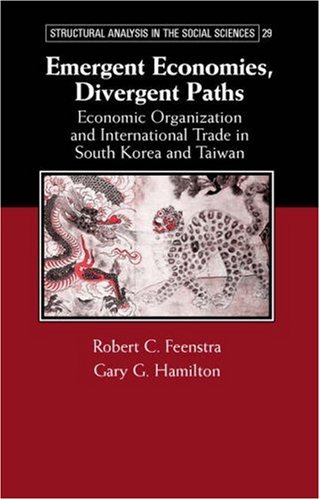 STRUCTURAL ANALYSIS IN THE SOCIAL SCIENCES 29
Emergent Economies,
Divergent Paths
Economic Organization
and International Trade in
South Korea and Taiwan
Robert C. Feenstra
Gary G. Hamilton